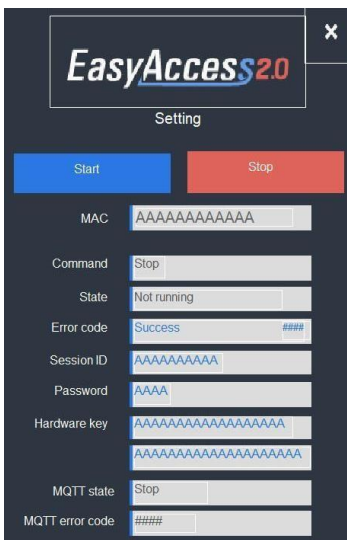 ×
EasyAccess2.0
Setting
Start Stop
MAC AAAAAAAAAAAA
Command Stop
State Not running
Error code Success ####
Session ID AAAAAAAAAA
Password AAAA
Hardware key AAAAAAAAAAAAAAAAAA
AAAAAAAAAAAAAAAAAAAA
MQTT state Stop
MQTT error code ####